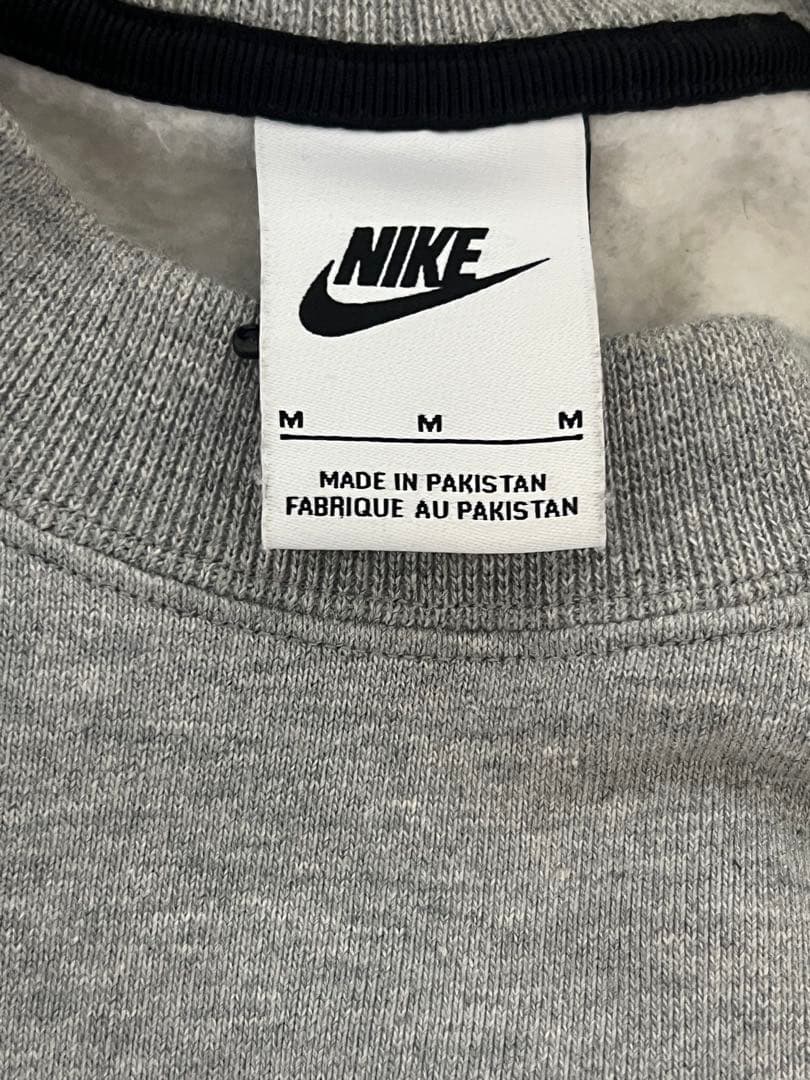 NIKE
M M M
MADE IN PAKISTAN
FABRIQUE AU PAKISTAN